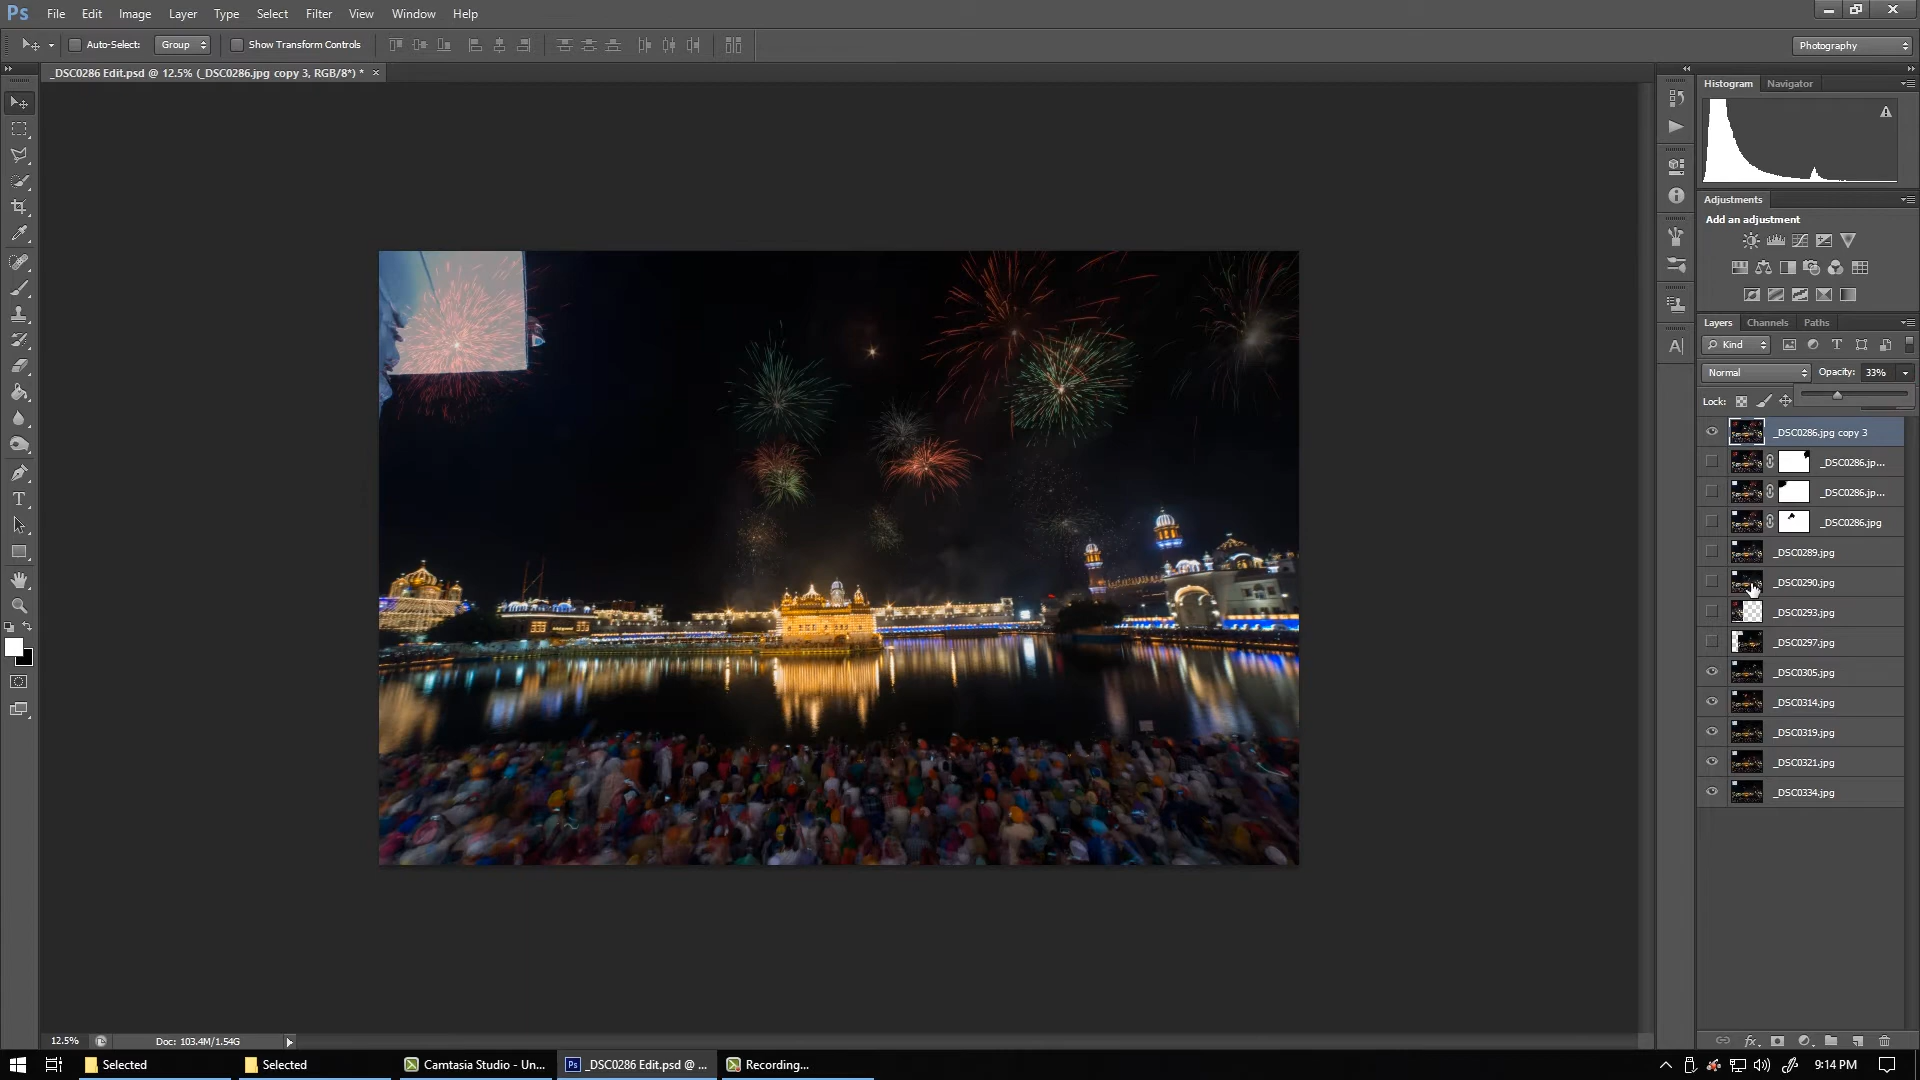 Ps File Edit Image Layer Type Select Filter View Window Help
Auto-Select: Group Show Transform Controls Photography
_DSC0286 Edit.psd @ 12.5% (_DSC0286.jpg copy 3, RGB/8*) * ×
Histogram Navigator
Adjustments
Add an adjustment
Layers Channels Paths
Kind
Normal Opacity: 33%
Lock:
_DSC0286.jpg copy 3
_DSC0286.jp...
_DSC0286.jp...
_DSC0286.jpg
_DSC0289.jpg
_DSC0290.jpg
_DSC0293.jpg
_DSC0297.jpg
_DSC0305.jpg
_DSC0314.jpg
_DSC0319.jpg
_DSC0321.jpg
_DSC0334.jpg
12.5% Doc: 103.4M/1.54G
Selected Selected Camtasia Studio - Un... Ps _DSC0286 Edit.psd @ ... Recording... 9:14 PM